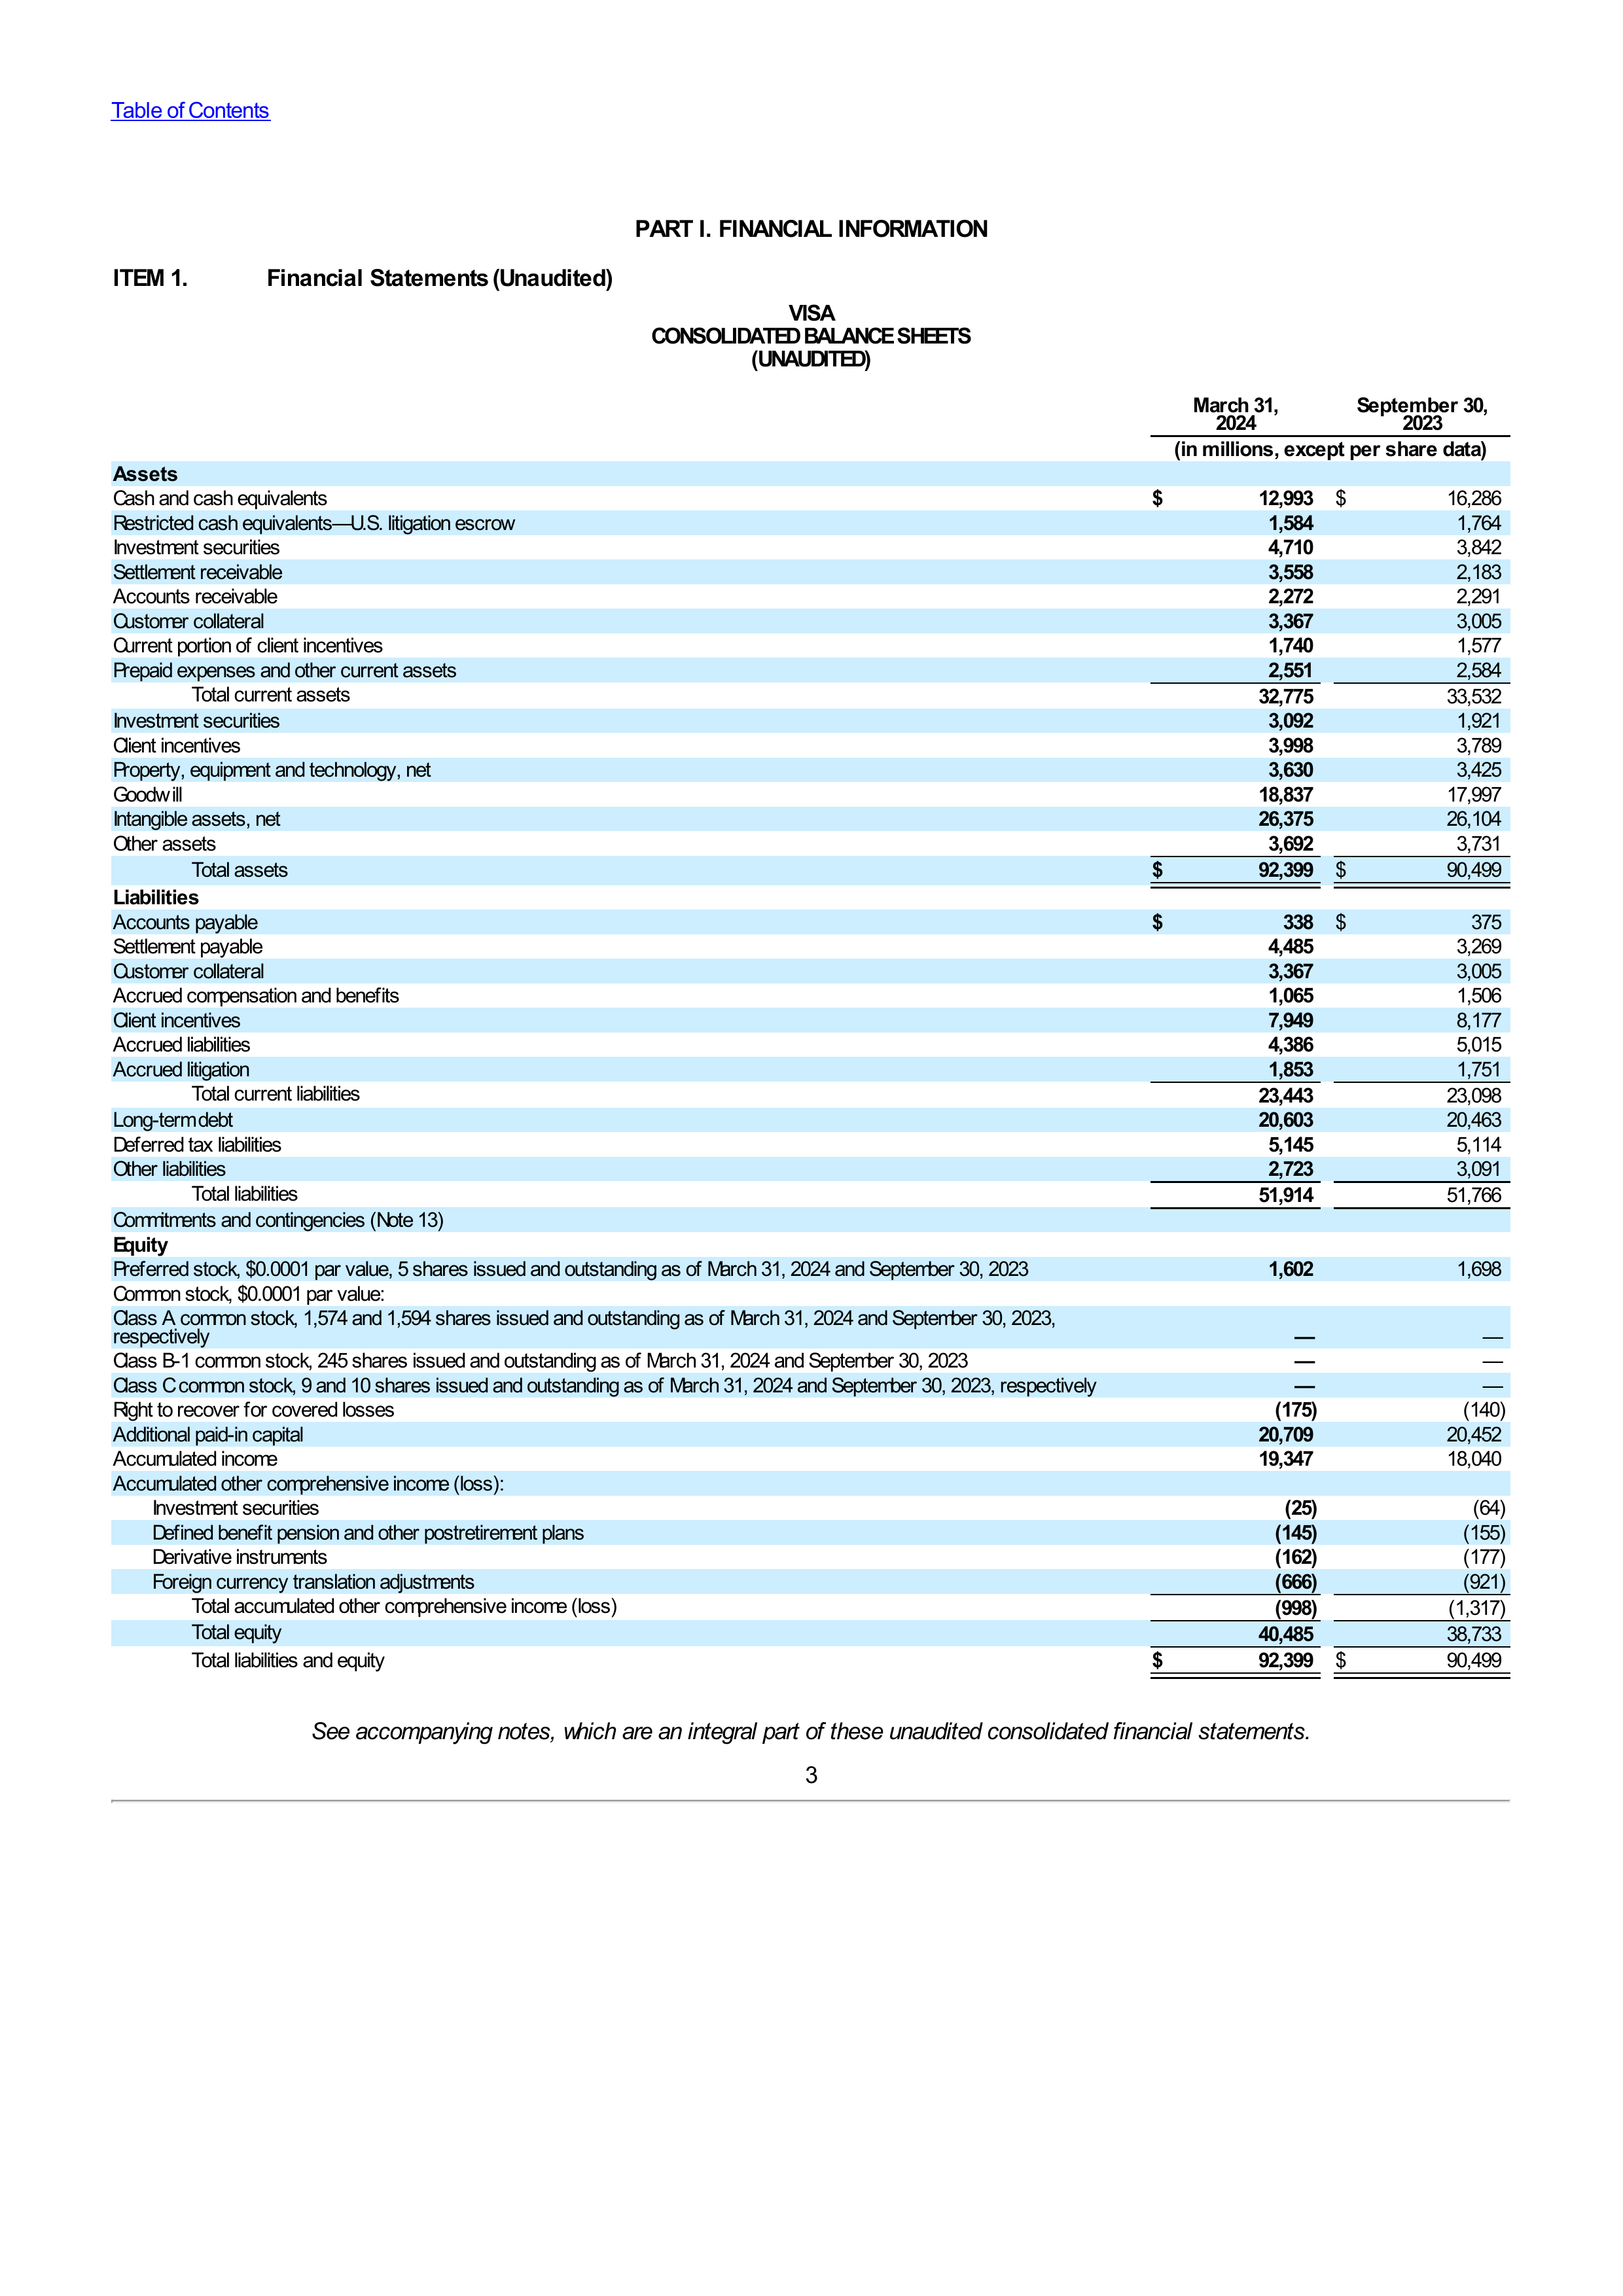 Table of Contents
PART I. FINANCIAL INFORMATION
ITEM 1. Financial Statements (Unaudited)
VISA
CONSOLIDATED BALANCE SHEETS
(UNAUDITED)
March 31, 2024 September 30, 2023
(in millions, except per share data)
Assets
Cash and cash equivalents $ 12,993 $ 16,286
Restricted cash equivalents—U.S. litigation escrow 1,584 1,764
Investment securities 4,710 3,842
Settlement receivable 3,558 2,183
Accounts receivable 2,272 2,291
Customer collateral 3,367 3,005
Current portion of client incentives 1,740 1,577
Prepaid expenses and other current assets 2,551 2,584
Total current assets 32,775 33,532
Investment securities 3,092 1,921
Client incentives 3,998 3,789
Property, equipment and technology, net 3,630 3,425
Goodwill 18,837 17,997
Intangible assets, net 26,375 26,104
Other assets 3,692 3,731
Total assets $ 92,399 $ 90,499
Liabilities
Accounts payable $ 338 $ 375
Settlement payable 4,485 3,269
Customer collateral 3,367 3,005
Accrued compensation and benefits 1,065 1,506
Client incentives 7,949 8,177
Accrued liabilities 4,386 5,015
Accrued litigation 1,853 1,751
Total current liabilities 23,443 23,098
Long-term debt 20,603 20,463
Deferred tax liabilities 5,145 5,114
Other liabilities 2,723 3,091
Total liabilities 51,914 51,766
Commitments and contingencies (Note 13)
Equity
Preferred stock, $0.0001 par value, 5 shares issued and outstanding as of March 31, 2024 and September 30, 2023 1,602 1,698
Common stock, $0.0001 par value:
Class A common stock, 1,574 and 1,594 shares issued and outstanding as of March 31, 2024 and September 30, 2023,
respectively — —
Class B-1 common stock, 245 shares issued and outstanding as of March 31, 2024 and September 30, 2023 — —
Class C common stock, 9 and 10 shares issued and outstanding as of March 31, 2024 and September 30, 2023, respectively — —
Right to recover for covered losses (175) (140)
Additional paid-in capital 20,709 20,452
Accumulated income 19,347 18,040
Accumulated other comprehensive income (loss):
Investment securities (25) (64)
Defined benefit pension and other postretirement plans (145) (155)
Derivative instruments (162) (177)
Foreign currency translation adjustments (666) (921)
Total accumulated other comprehensive income (loss) (998) (1,317)
Total equity 40,485 38,733
Total liabilities and equity $ 92,399 $ 90,499
See accompanying notes, which are an integral part of these unaudited consolidated financial statements.
3